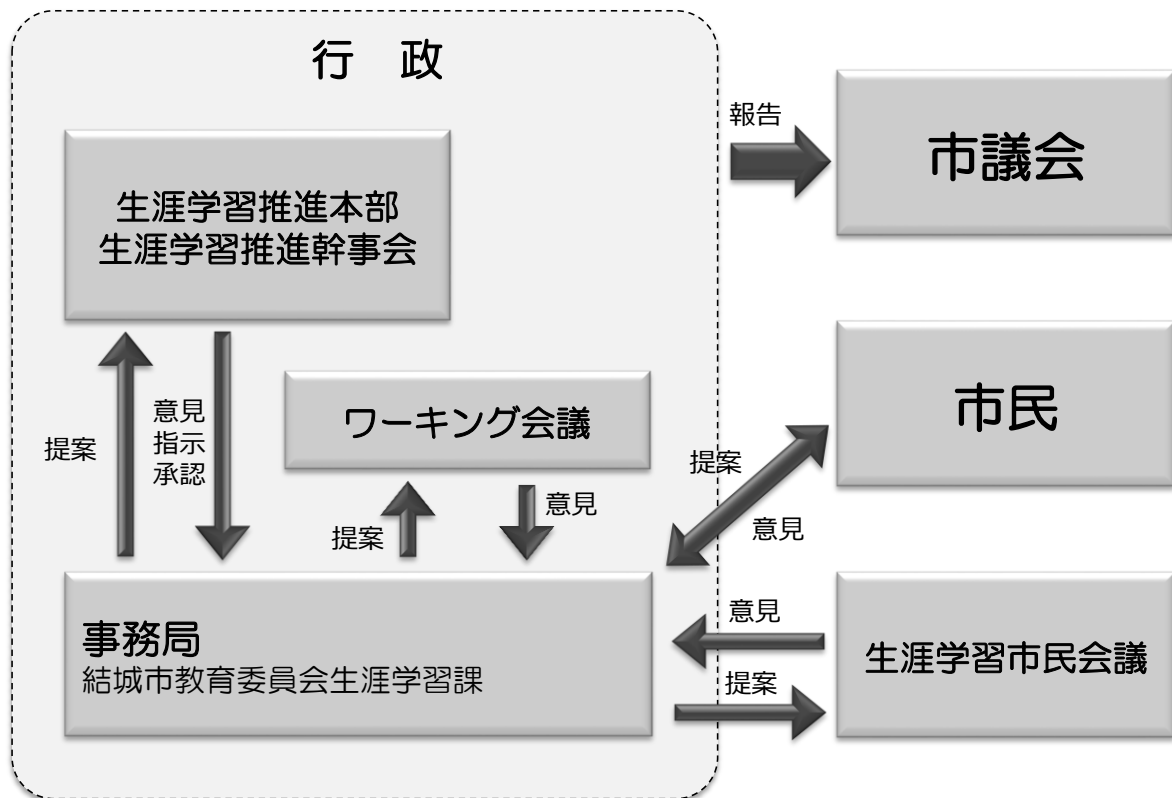 行　政
生涯学習推進本部
生涯学習推進幹事会
提案
意見
指示
承認
ワーキング会議
提案
意見
事務局
結城市教育委員会生涯学習課
報告
市議会
市民
提案
意見
意見
提案
生涯学習市民会議